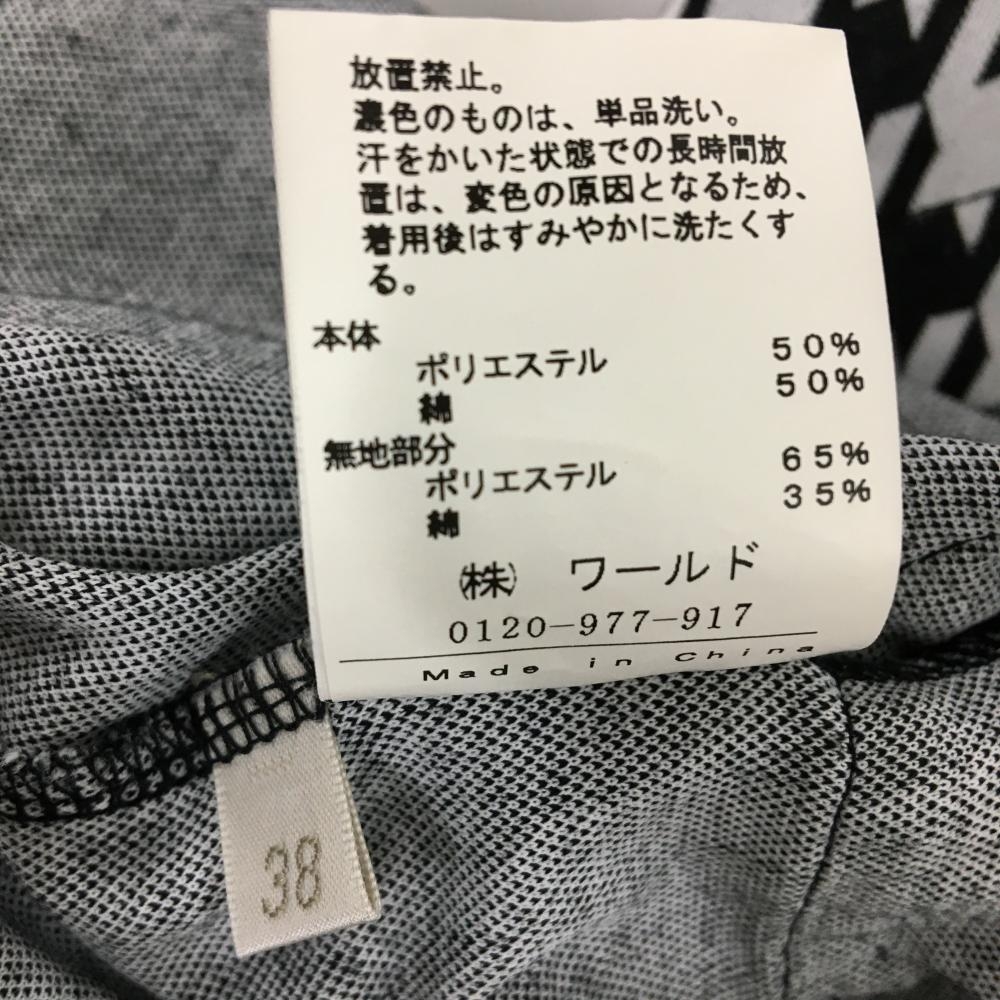 放置禁止。
濃色のものは、単品洗い。
汗をかいた状態での長時間放
置は、変色の原因となるため、
着用後はすみやかに洗たくす
る。
本体
ポリエステル 50%
綿 50%
無地部分
ポリエステル 65%
綿 35%
㈱ ワールド
0120-977-917
Made in China
38